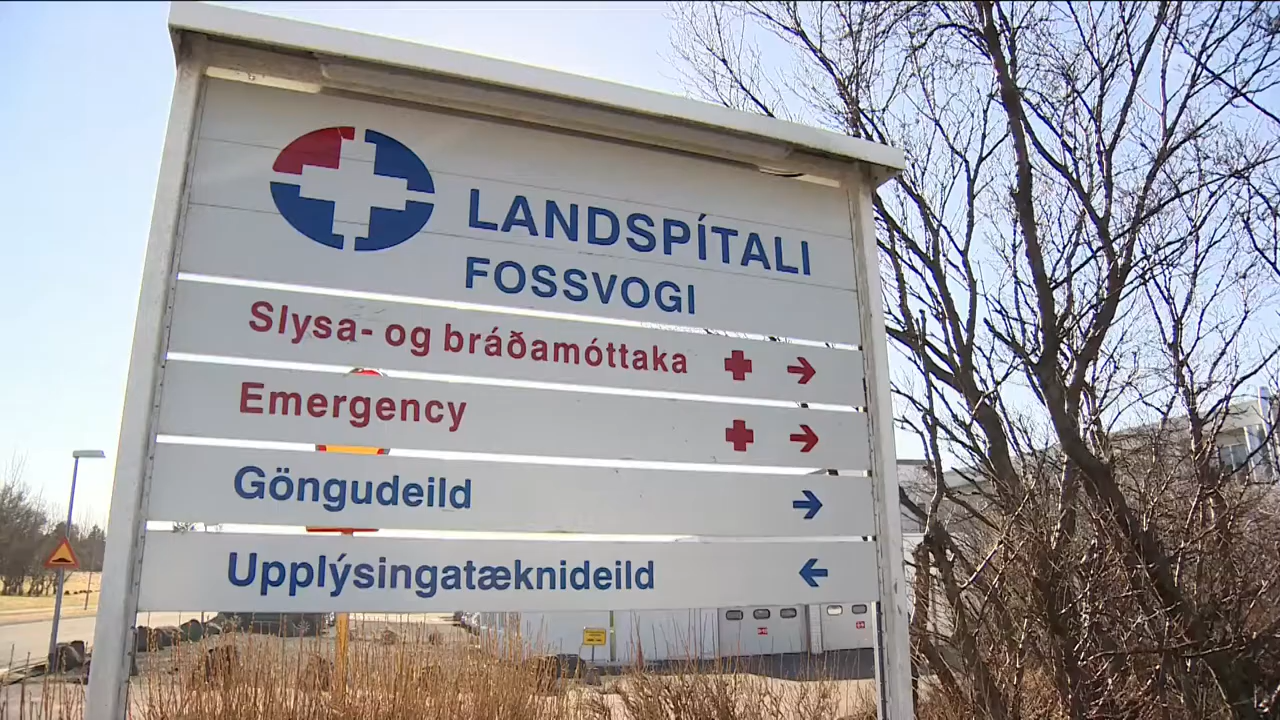 LANDSPÍTALI
FOSSVOGI
Slysa- og bráðamóttaka
Emergency
Göngudeild
Upplýsingatæknideild